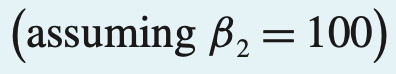 (assuming β₂ = 100)